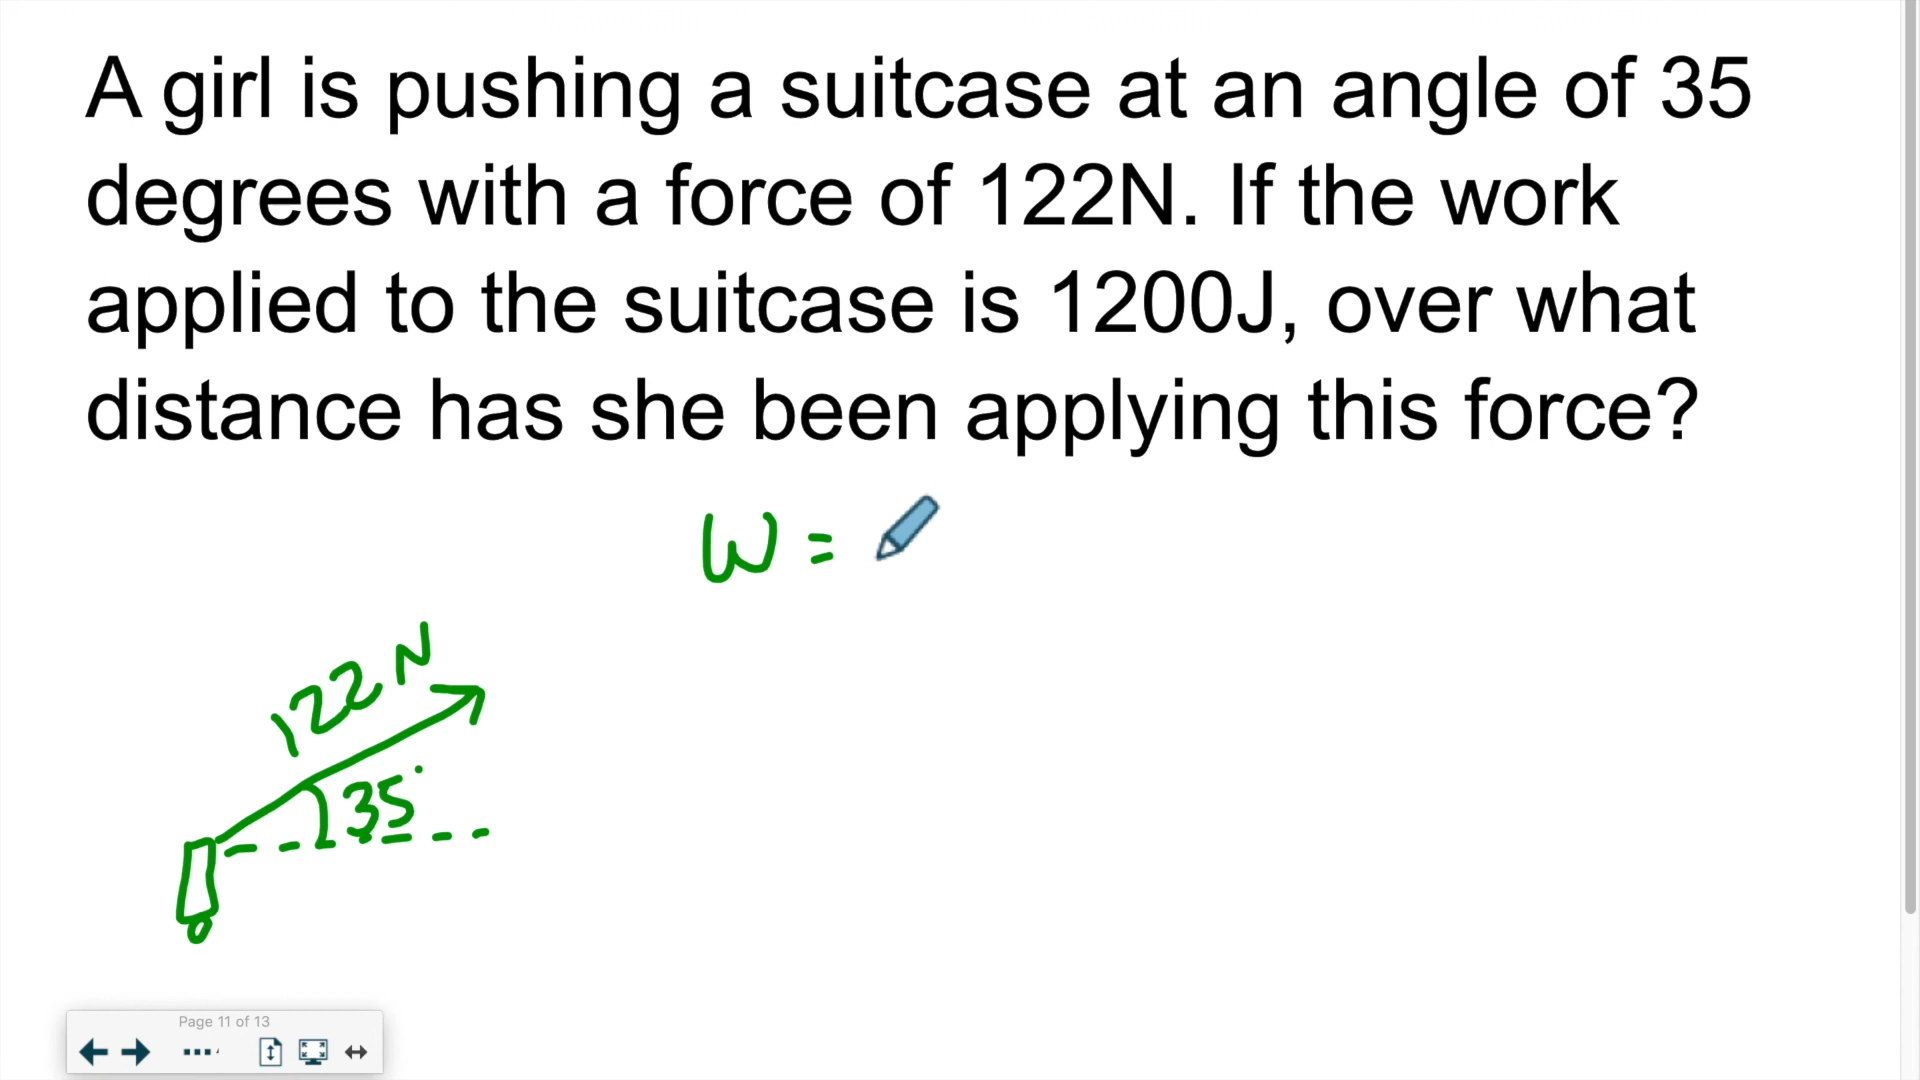 A girl is pushing a suitcase at an angle of 35
degrees with a force of 122N. If the work
applied to the suitcase is 1200J, over what
distance has she been applying this force?
W =
122N
35°
Page 11 of 13